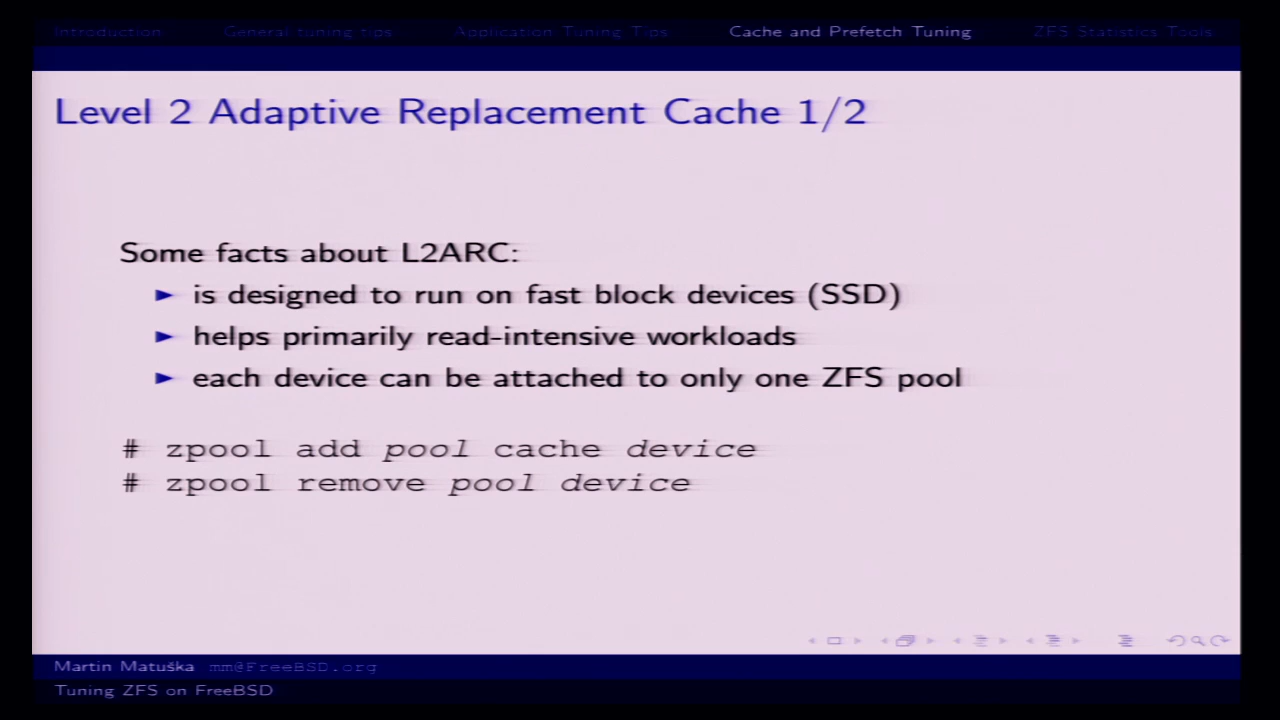 Introduction General tuning tips Application Tuning Tips Cache and Prefetch Tuning ZFS Statistics Tools
Level 2 Adaptive Replacement Cache 1/2
Some facts about L2ARC:
is designed to run on fast block devices (SSD)
helps primarily read-intensive workloads
each device can be attached to only one ZFS pool
# zpool add pool cache device
# zpool remove pool device
Martin Matuška mm@FreeBSD.org
Tuning ZFS on FreeBSD